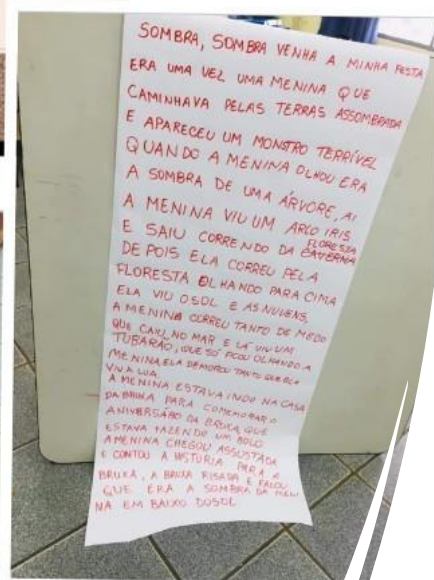 SOMBRA, SOMBRA VENHA A MINHA FESTA
ERA UMA VEZ UMA MENINA QUE
CAMINHAVA PELAS TERRAS ASSOMBRADA
E APARECEU UM MONSTRO TERRÍVEL
QUANDO A MENINA OLHOU ERA
A SOMBRA DE UMA ÁRVORE, AI
A MENINA VIU UM ARCO IRIS
E SAIU CORRENDO DA FLORESTA CAVERNA
DEPOIS ELA CORREU PELA
FLORESTA OLHANDO PARA CIMA
ELA VIU O SOL E AS NUVENS,
A MENINA CORREU TANTO DE MEDO
QUE CAIU NO MAR E LÁ VIU UM
TUBARÃO, QUE SÓ FICOU OLHANDO A
MENINA ELA DEMOROU TANTO QUE
VIU A LUA.
A MENINA ESTAVA INDO NA CASA
DA BRUXA PARA COMEMORAR O
ANIVERSÁRIO DA BRUXA, QUE
ESTAVA FAZENDO UM BOLO
A MENINA CHEGOU ASSUSTADA
E CONTOU A HISTÓRIA PARA A
BRUXA, A BRUXA RISADA E FALOU
QUE ERA A SOMBRA DA MENI
NA EM BAIXO DO SOL